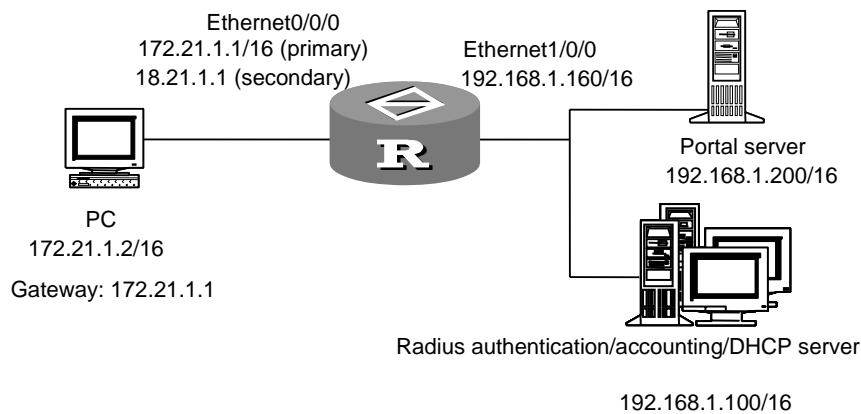 Ethernet0/0/0
172.21.1.1/16 (primary)
18.21.1.1 (secondary)
Ethernet1/0/0
192.168.1.160/16
R
Portal server
192.168.1.200/16
PC
172.21.1.2/16
Gateway: 172.21.1.1
Radius authentication/accounting/DHCP server
192.168.1.100/16